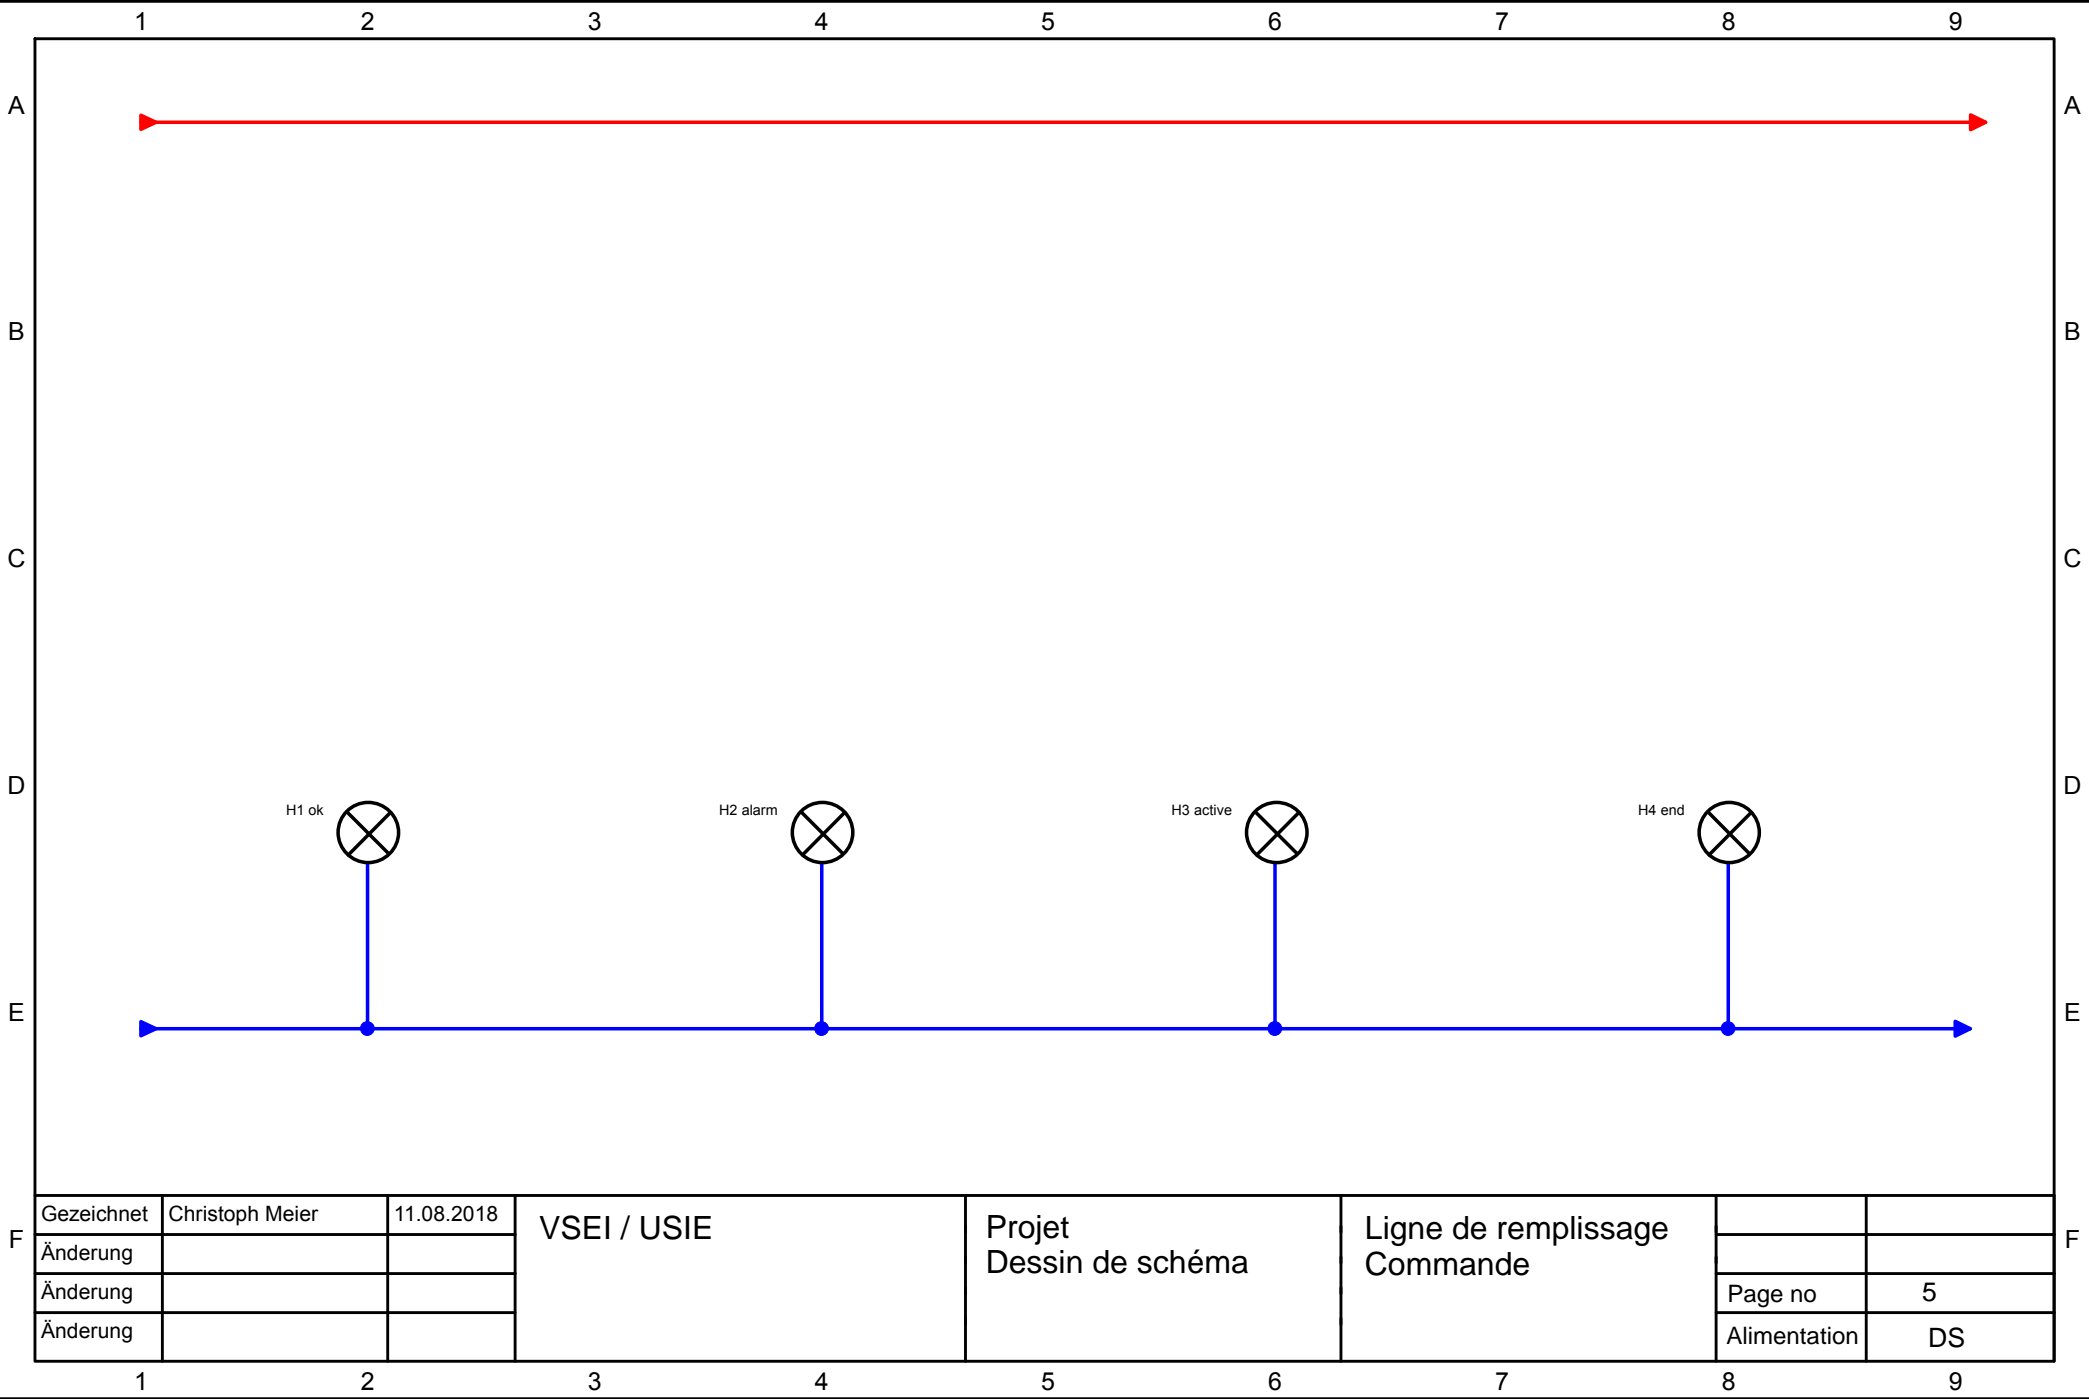 1 2 3 4 5 6 7 8 9
A A
B B
C C
D D
H1 ok H2 alarm H3 active H4 end
E E
F F
Gezeichnet Christoph Meier 11.08.2018
Änderung
Änderung
Änderung
VSEI / USIE
Projet
Dessin de schéma
Ligne de remplissage
Commande
Page no 5
Alimentation DS
1 2 3 4 5 6 7 8 9